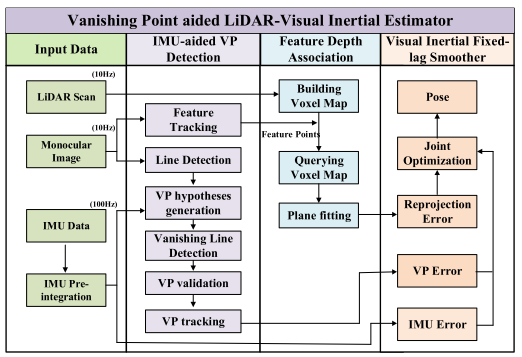 Vanishing Point aided LiDAR-Visual Inertial Estimator
Input Data
IMU-aided VP
Detection
Feature Depth
Association
Visual Inertial Fixed-
lag Smoother
(10Hz)
LiDAR Scan
(10Hz)
Monocular
Image
(100Hz)
IMU Data
IMU Pre-
integration
Feature
Tracking
Line Detection
VP hypotheses
generation
Vanishing Line
Detection
VP validation
VP tracking
Building
Voxel Map
Feature Points
Querying
Voxel Map
Plane fitting
Pose
Joint
Optimization
Reprojection
Error
VP Error
IMU Error